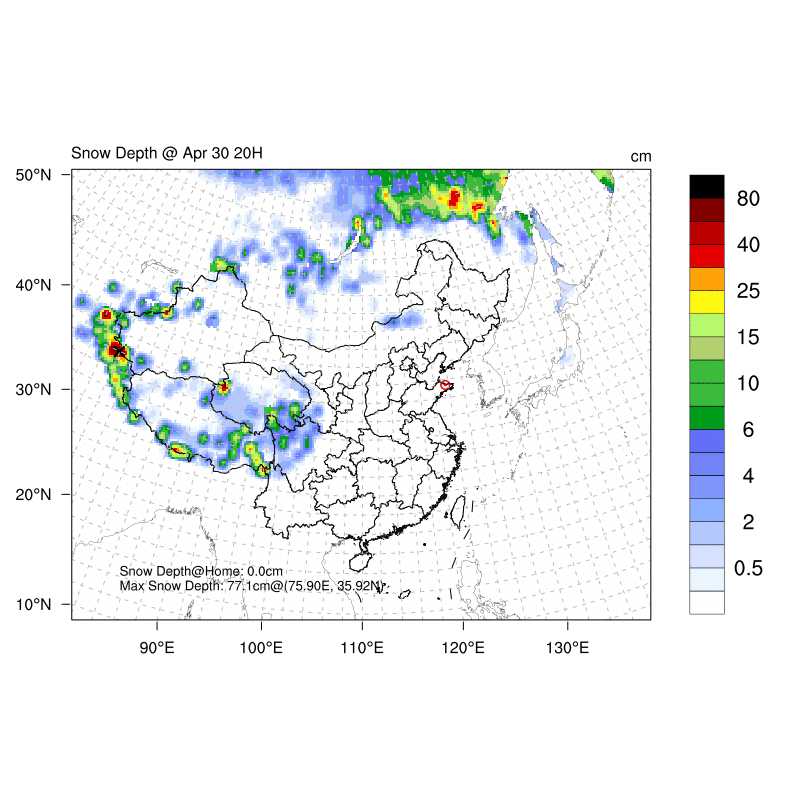 Snow Depth @ Apr 30 20H
cm
50°N
40°N
30°N
20°N
10°N
80
40
25
15
10
6
4
2
0.5
Snow Depth@Home: 0.0cm
Max Snow Depth: 77.1cm@(75.90E, 35.92N)
90°E 100°E 110°E 120°E 130°E